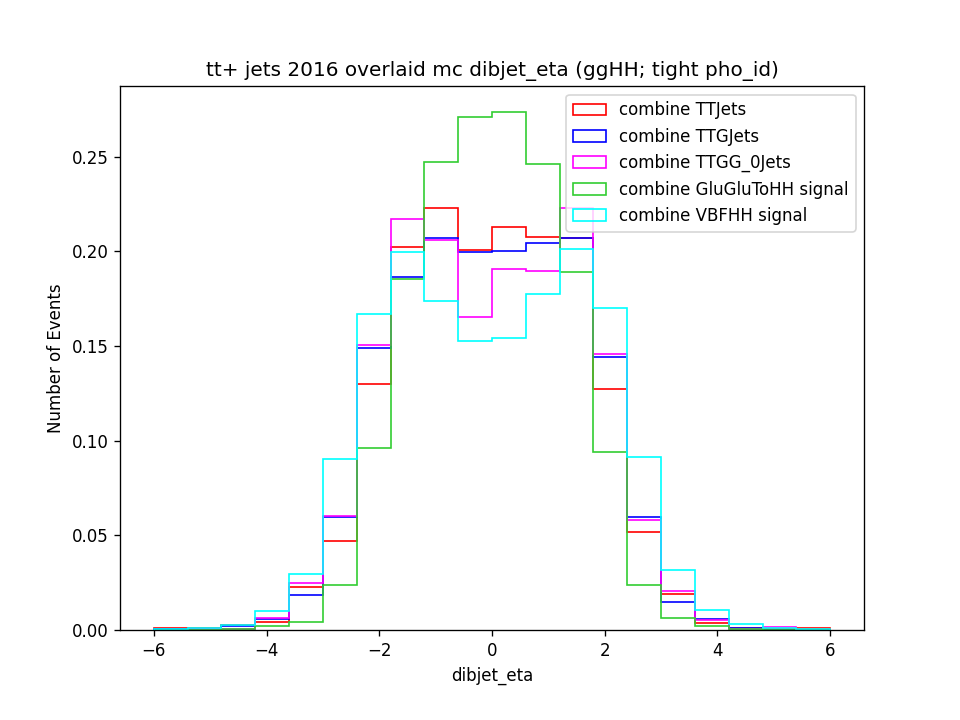 tt+ jets 2016 overlaid mc dibjet_eta (ggHH; tight pho_id)
combine TTJets
combine TTGJets
combine TTGG_0Jets
combine GluGluToHH signal
combine VBFHH signal
Number of Events
0.25
0.20
0.15
0.10
0.05
0.00
−6
−4
−2
0
2
4
6
dibjet_eta